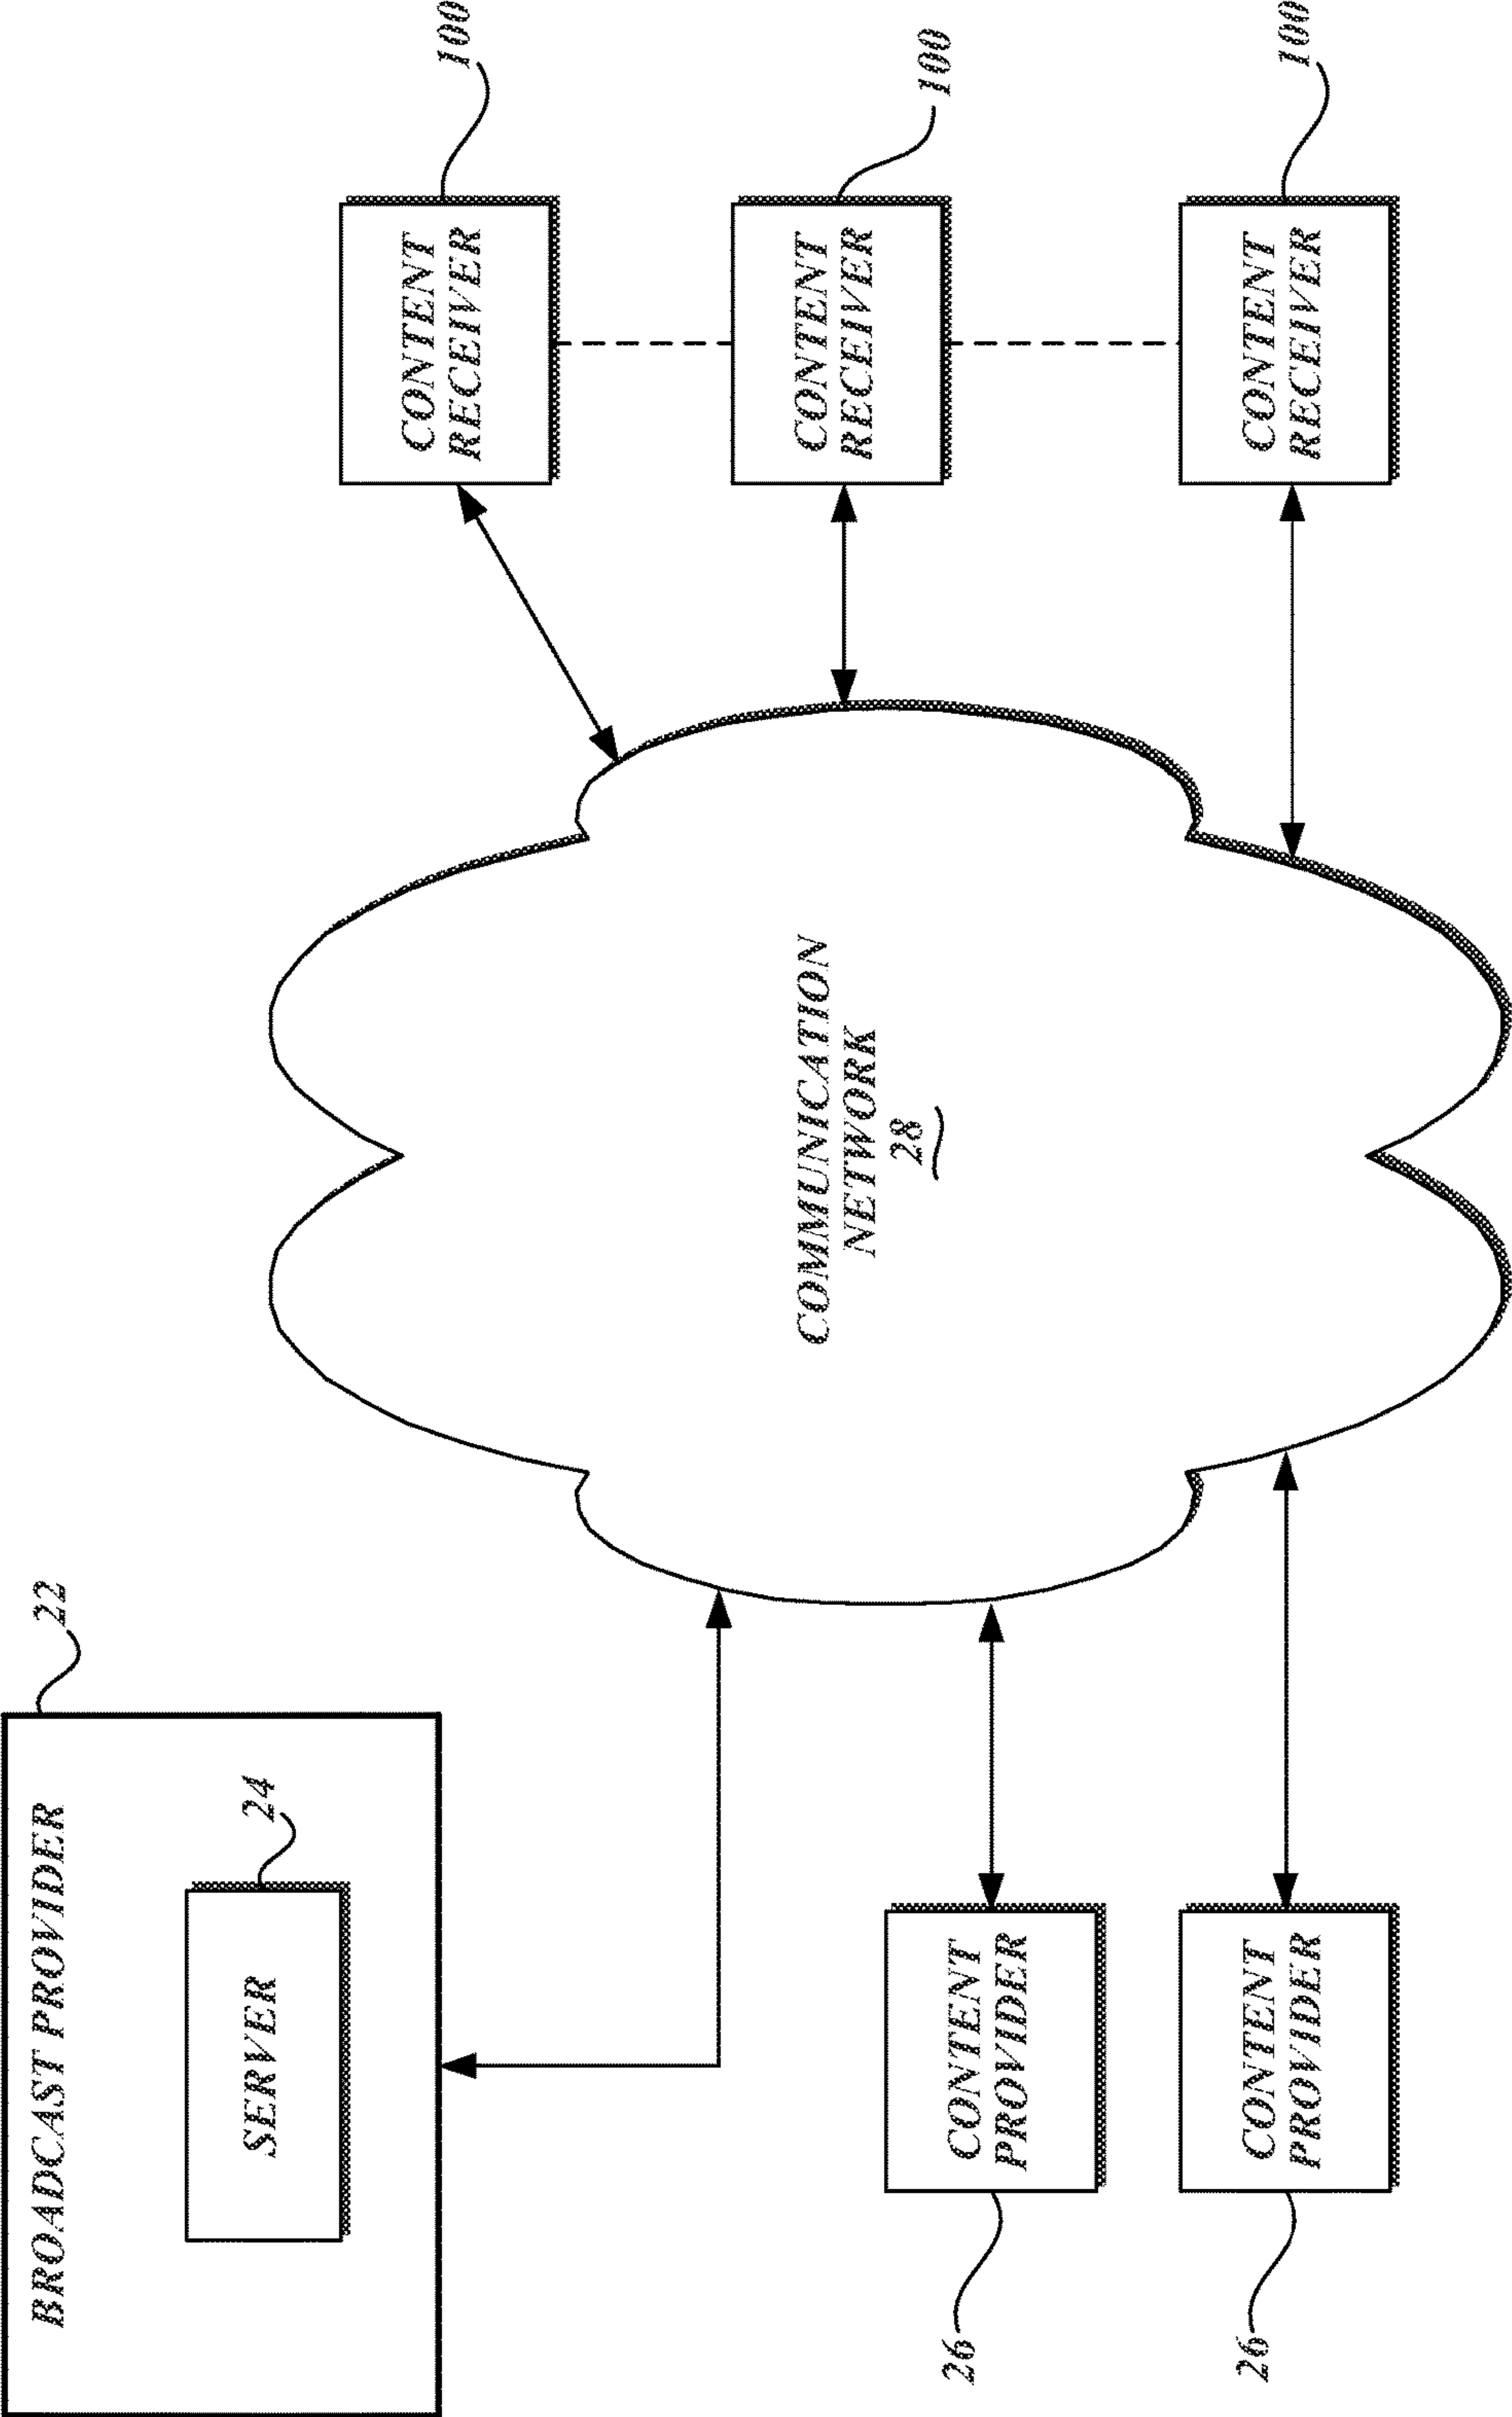 BROADCAST PROVIDER
22
SERVER
24
CONTENT
PROVIDER
26
CONTENT
PROVIDER
26
COMMUNICATION
NETWORK
28
CONTENT
RECEIVER
100
CONTENT
RECEIVER
100
CONTENT
RECEIVER
100